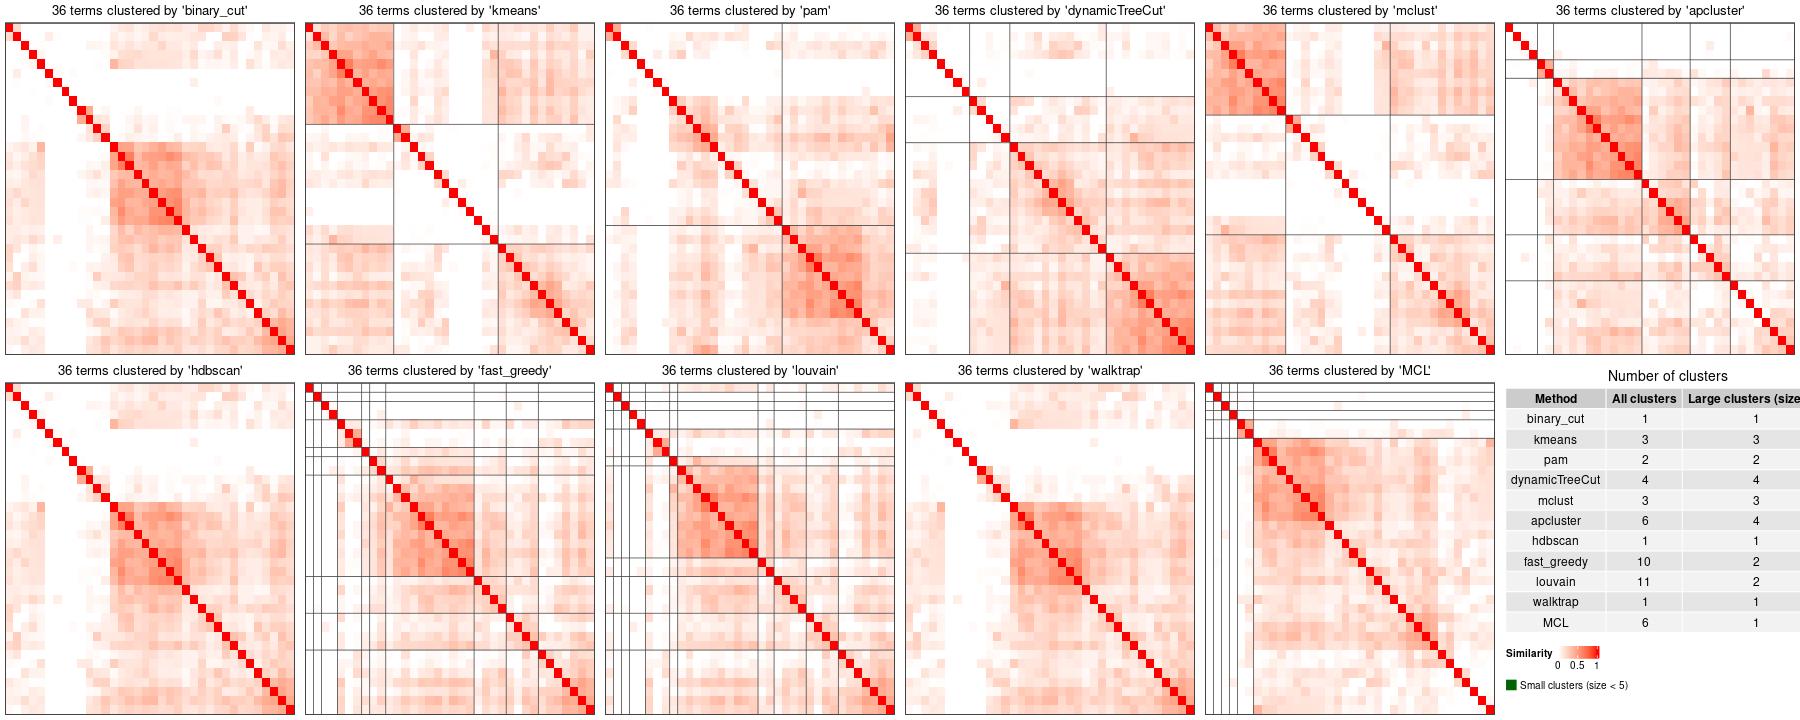 36 terms clustered by 'binary_cut'
36 terms clustered by 'kmeans'
36 terms clustered by 'pam'
36 terms clustered by 'dynamicTreeCut'
36 terms clustered by 'mclust'
36 terms clustered by 'apcluster'
36 terms clustered by 'hdbscan'
36 terms clustered by 'fast_greedy'
36 terms clustered by 'louvain'
36 terms clustered by 'walktrap'
36 terms clustered by 'MCL'
Number of clusters
Method All clusters Large clusters (size
binary_cut 1 1
kmeans 3 3
pam 2 2
dynamicTreeCut 4 4
mclust 3 3
apcluster 6 4
hdbscan 1 1
fast_greedy 10 2
louvain 11 2
walktrap 1 1
MCL 6 1
Similarity
0 0.5 1
Small clusters (size < 5)